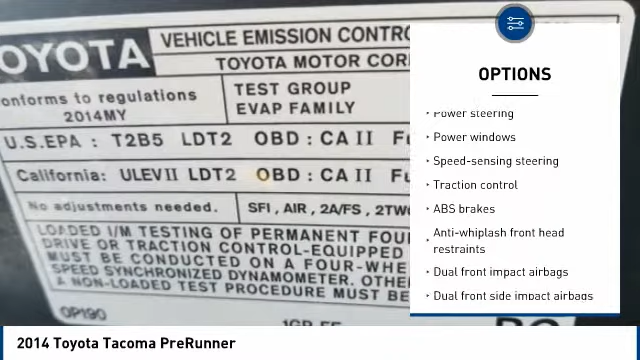 OYOTA
VEHICLE EMISSION CONTRO
TOYOTA MOTOR COR
onforms to regulations
2014MY
TEST GROUP
EVAP FAMILY
U.S.EPA : T2B5 LDT2 OBD : CA II Fu
California: ULEVII LDT2 OBD : CA II Fu
No adjustments needed.
SFI , AIR , 2A/FS , 2TW
LOADED I/M TESTING OF PERMANENT FOU
DRIVE OR TRACTION CONTROL-EQUIPPED
MUST BE CONDUCTED ON A FOUR-WHE
SPEED SYNCHRONIZED DYNAMOMETER. OTHE
A NON-LOADED TEST PROCEDURE MUST BE
OP190
OPTIONS
Power steering
Power windows
Speed-sensing steering
Traction control
ABS brakes
Anti-whiplash front head
restraints
Dual front impact airbags
Dual front side impact airbags
2014 Toyota Tacoma PreRunner